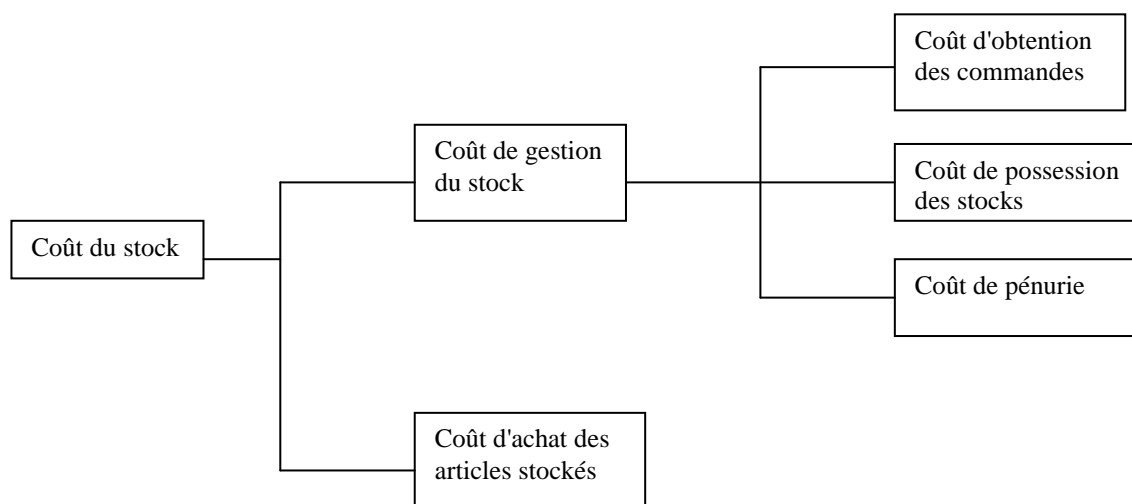 Coût d'obtention
des commandes
Coût de gestion
du stock
Coût de possession
des stocks
Coût du stock
Coût de pénurie
Coût d'achat des
articles stockés